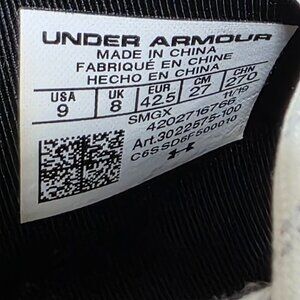 UNDER ARMOUR
MADE IN CHINA
FABRIQUÉ EN CHINE
HECHO EN CHINA
USA UK EUR CM CHN
9 8 42.5 27 270
SMGX 11/19
4202716766
Art.3022575-100
C6SSD6F500010